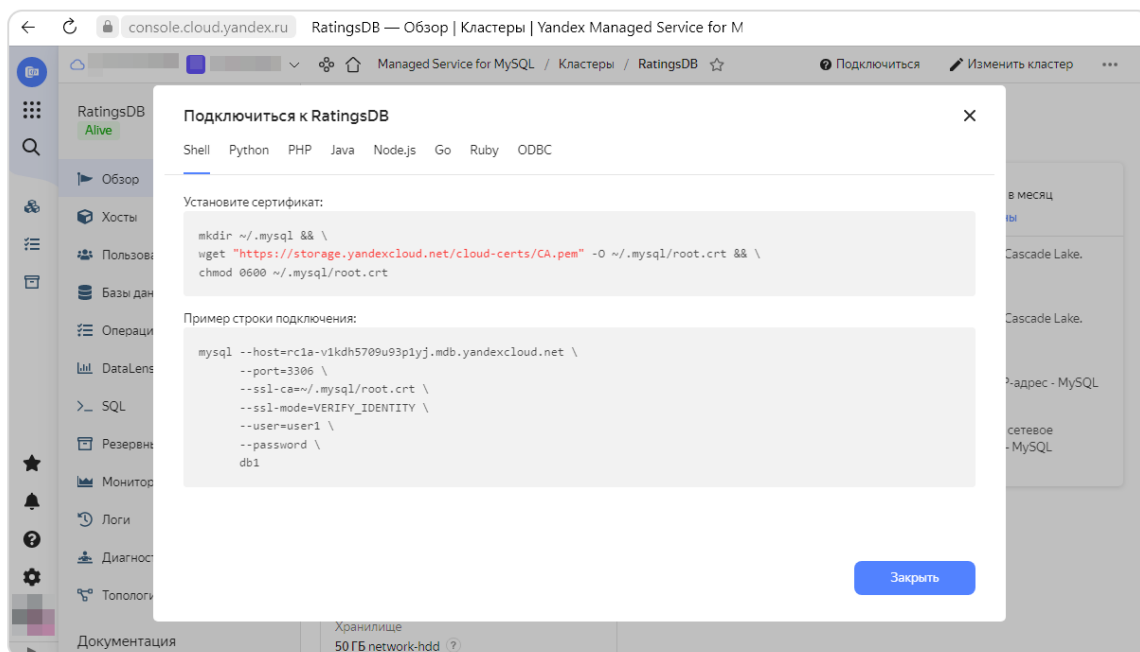 console.cloud.yandex.ru RatingsDB — Обзор | Кластеры | Yandex Managed Service for M
Managed Service for MySQL / Кластеры / RatingsDB
Подключиться
Изменить кластер
RatingsDB
Alive
Обзор
Хосты
Пользова
Базы дан
Операци
DataLens
SQL
Резервнь
Монитор
Логи
Диагност
Топологи
Документация
Подключиться к RatingsDB
Shell Python PHP Java Node.js Go Ruby ODBC
Установите сертификат:
mkdir ~/.mysql && \
wget "https://storage.yandexcloud.net/cloud-certs/CA.pem" -O ~/.mysql/root.crt && \
chmod 0600 ~/.mysql/root.crt
Пример строки подключения:
mysql --host=rc1a-v1kdh5709u93p1yj.mdb.yandexcloud.net \
--port=3306 \
--ssl-ca=~/.mysql/root.crt \
--ssl-mode=VERIFY_IDENTITY \
--user=user1 \
--password \
db1
Закрыть
в месяц
ны
Cascade Lake.
Cascade Lake.
P-адрес - MySQL
сетевое
- MySQL
Хранилище
50 ГБ network-hdd ?